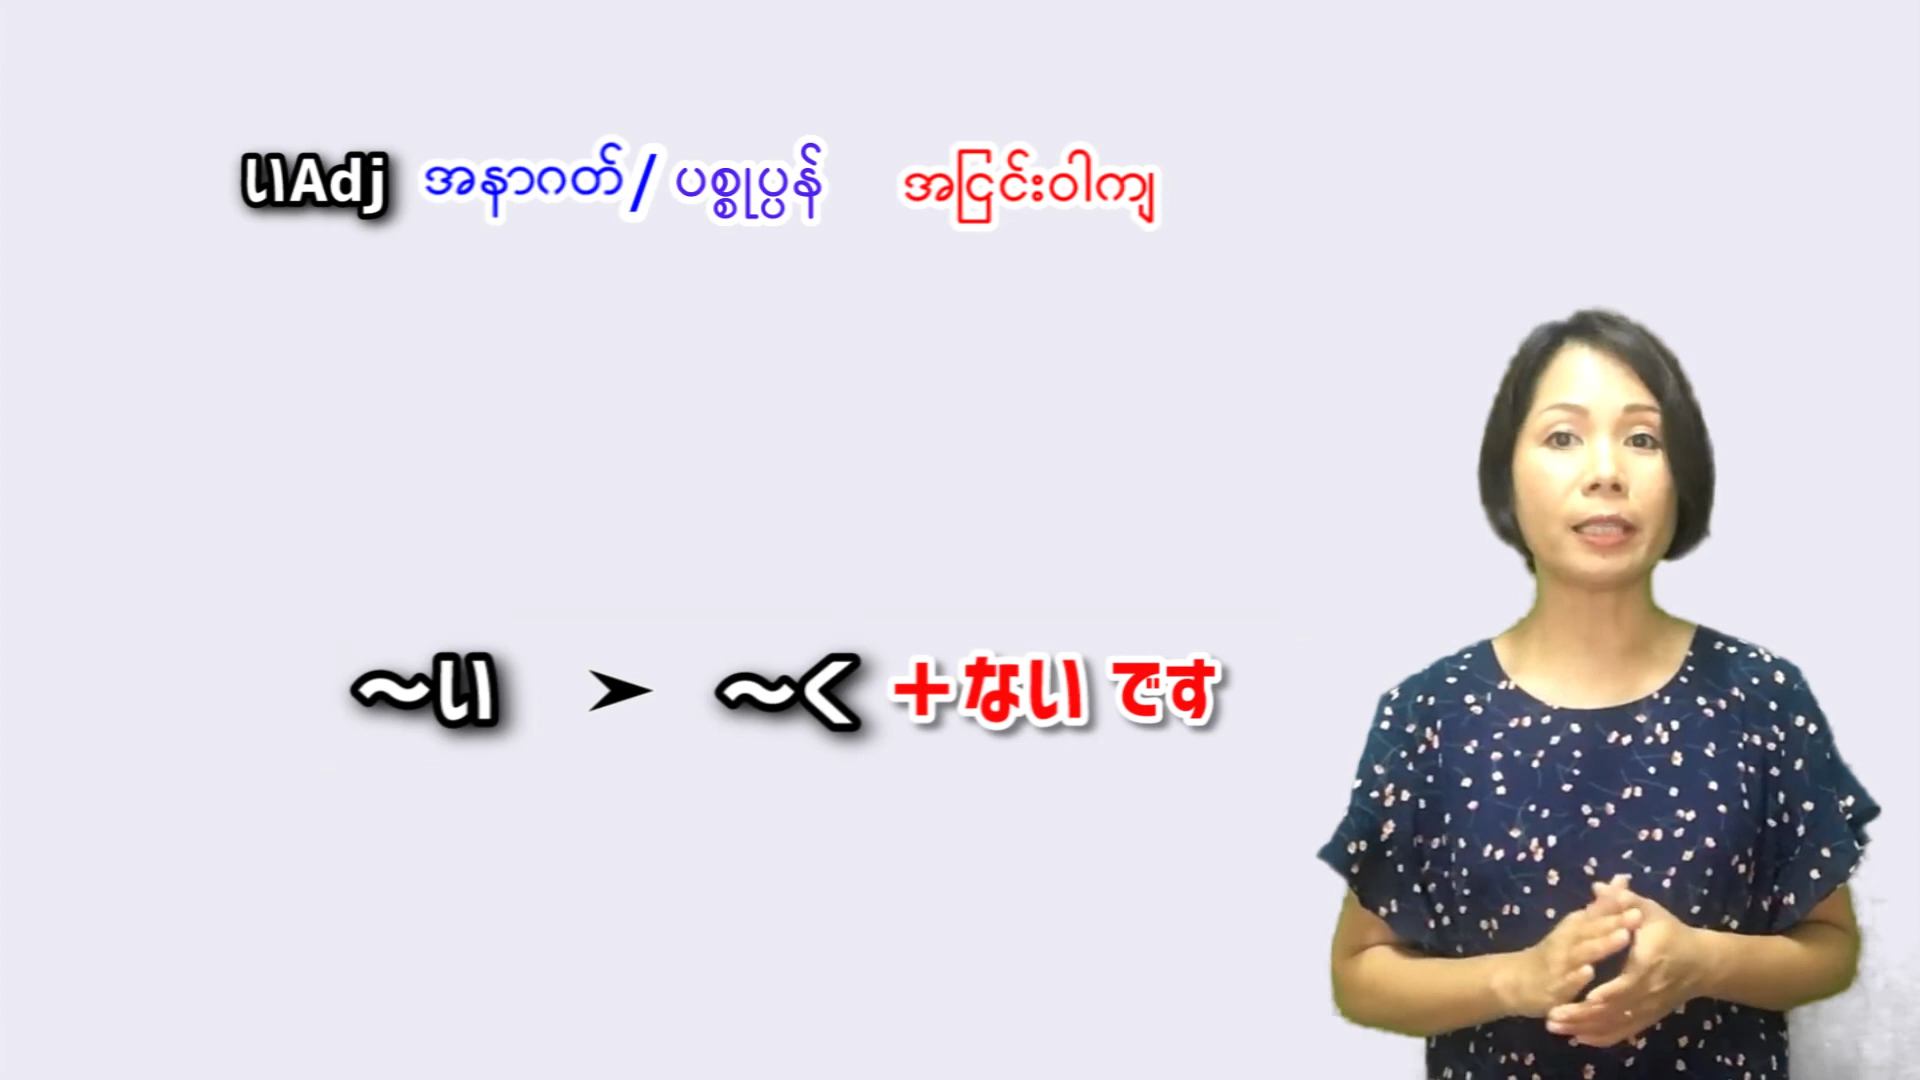 いAdj အနာဂတ် / ပစ္စုပ္ပန် အငြင်းဝါကျ
～い ➤ ～く ＋ない です